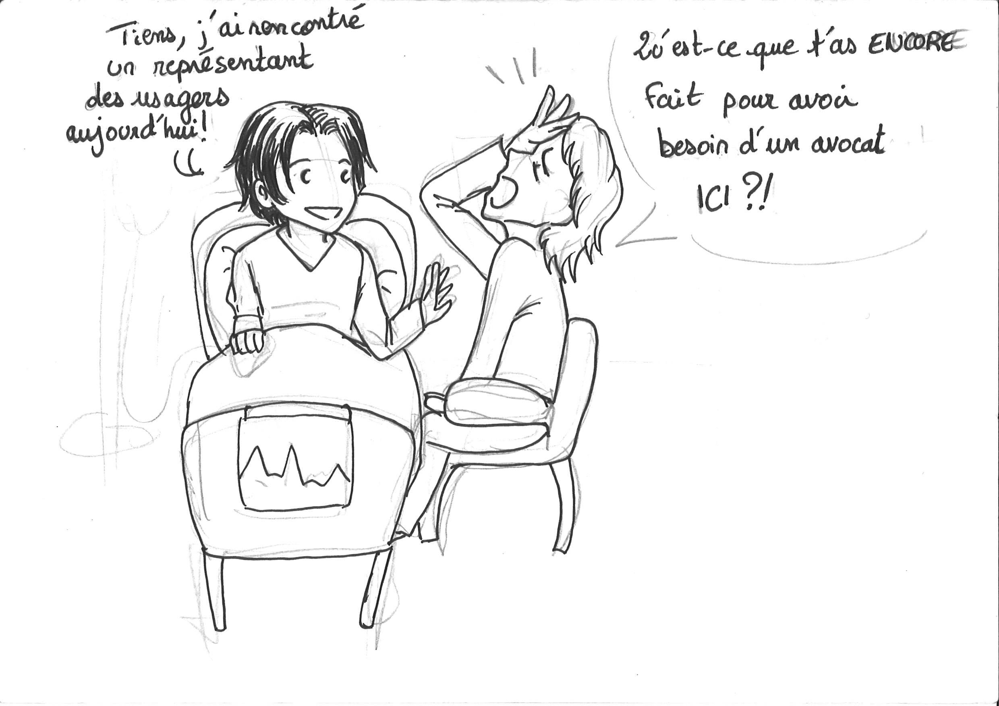 Tiens, j'ai rencontré
un représentant
des usagers
aujourd'hui!
Qu'est-ce que t'as ENCORE
fait pour avoir
besoin d'un avocat
ICI ?!